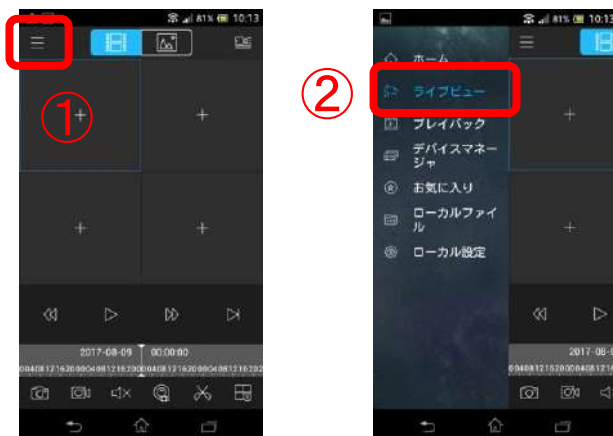 81% 10:13
①
2017-08-09 00:00:00
②
81% 10:13
ホーム
ライブビュー
プレイバック
デバイスマネー
ジャ
お気に入り
ローカルファイ
ル
ローカル設定
2017-08-0